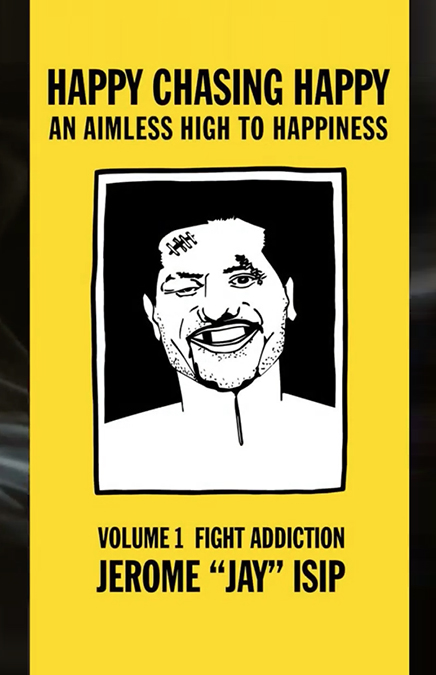 HAPPY CHASING HAPPY
AN AIMLESS HIGH TO HAPPINESS
VOLUME 1 FIGHT ADDICTION
JEROME “JAY” ISIP